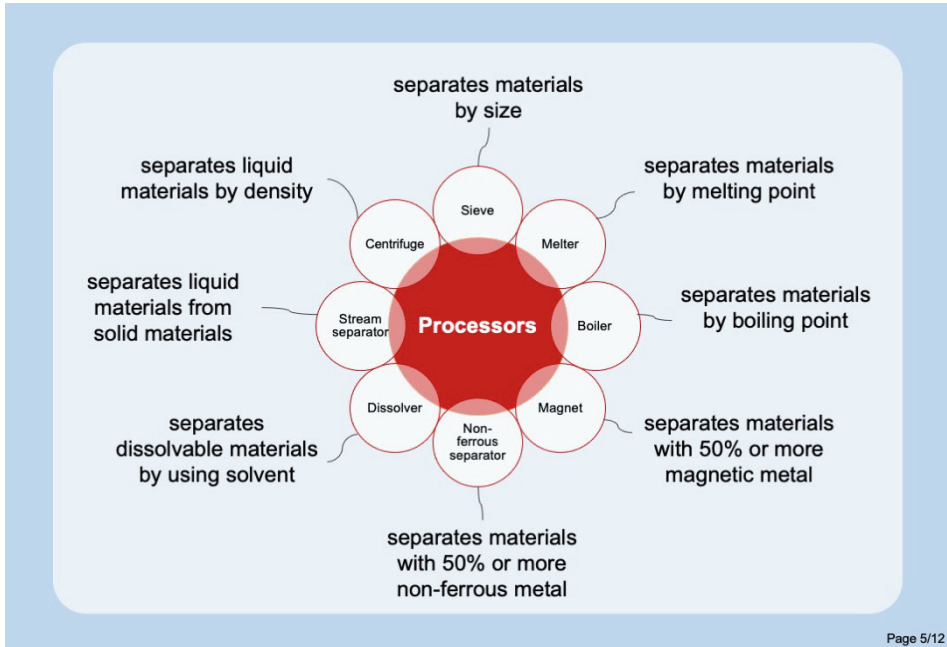 separates materials
by size
separates liquid
materials by density
separates materials
by melting point
Sieve
Centrifuge
Melter
separates liquid
materials from
solid materials
Stream
separator
Processors
Boiler
separates materials
by boiling point
Dissolver
Magnet
Non-
ferrous
separator
separates
dissolvable materials
by using solvent
separates materials
with 50% or more
magnetic metal
separates materials
with 50% or more
non-ferrous metal
Page 5/12